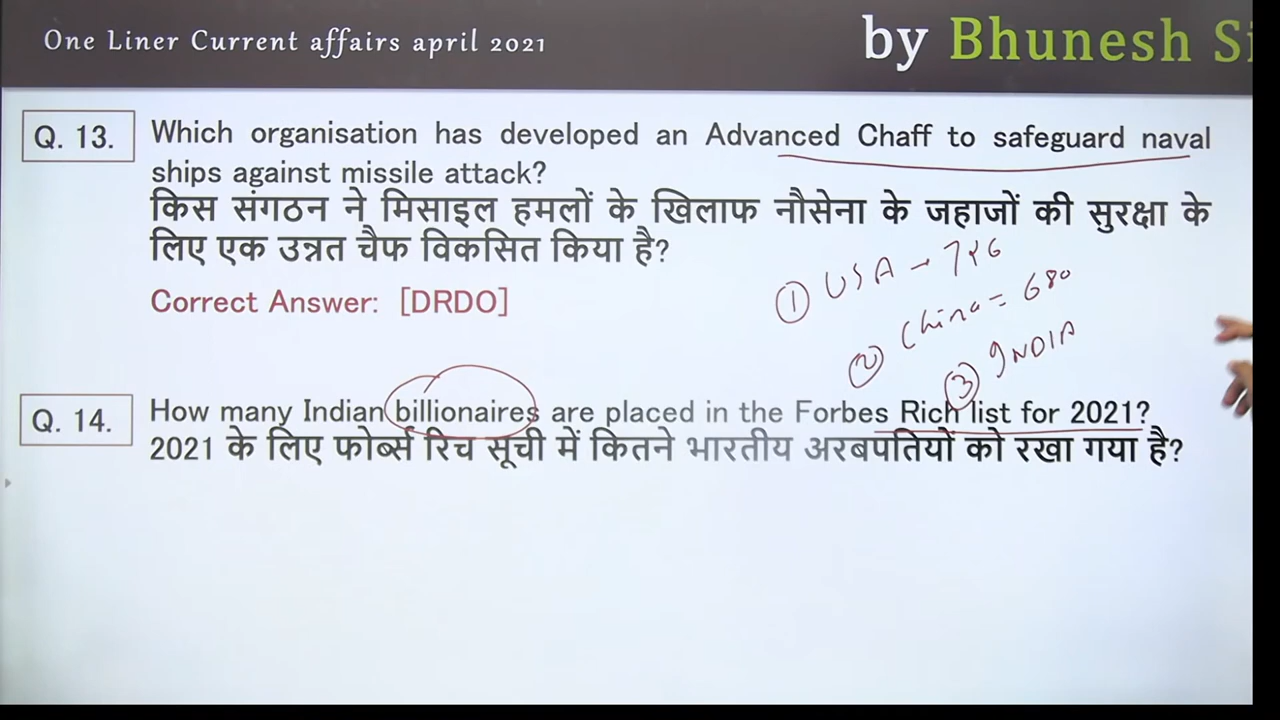 One Liner Current affairs april 2021
by Bhunesh S
Q. 13.
Which organisation has developed an Advanced Chaff to safeguard naval
ships against missile attack?
किस संगठन ने मिसाइल हमलों के खिलाफ नौसेना के जहाजों की सुरक्षा के
लिए एक उन्नत चैफ विकसित किया है?
Correct Answer: [DRDO]
① USA -
② China = 680
③ INDIA
Q. 14.
How many Indian billionaires are placed in the Forbes Rich list for 2021?
2021 के लिए फोर्ब्स रिच सूची में कितने भारतीय अरबपतियों को रखा गया है?